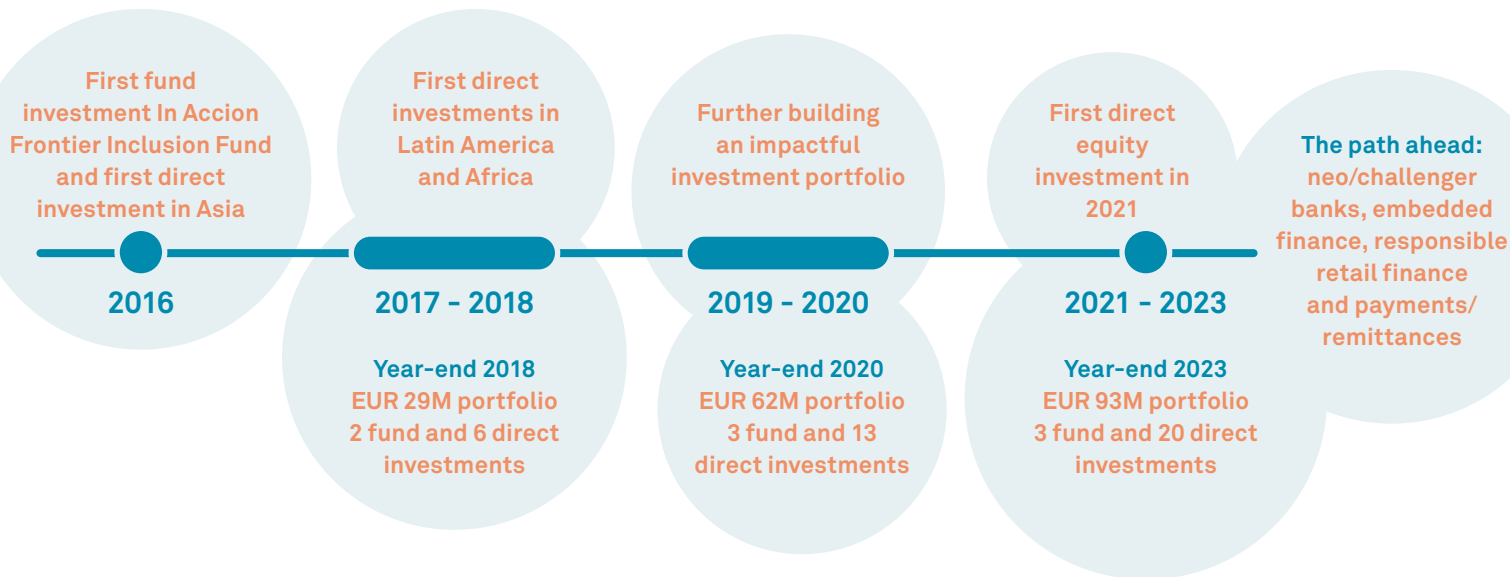 First fund
investment In Accion
Frontier Inclusion Fund
and first direct
investment in Asia
2016
First direct
investments in
Latin America
and Africa
2017 - 2018
Year-end 2018
EUR 29M portfolio
2 fund and 6 direct
investments
Further building
an impactful
investment portfolio
2019 - 2020
Year-end 2020
EUR 62M portfolio
3 fund and 13
direct investments
First direct
equity
investment in
2021
2021 - 2023
Year-end 2023
EUR 93M portfolio
3 fund and 20 direct
investments
The path ahead:
neo/challenger
banks, embedded
finance, responsible
retail finance
and payments/
remittances